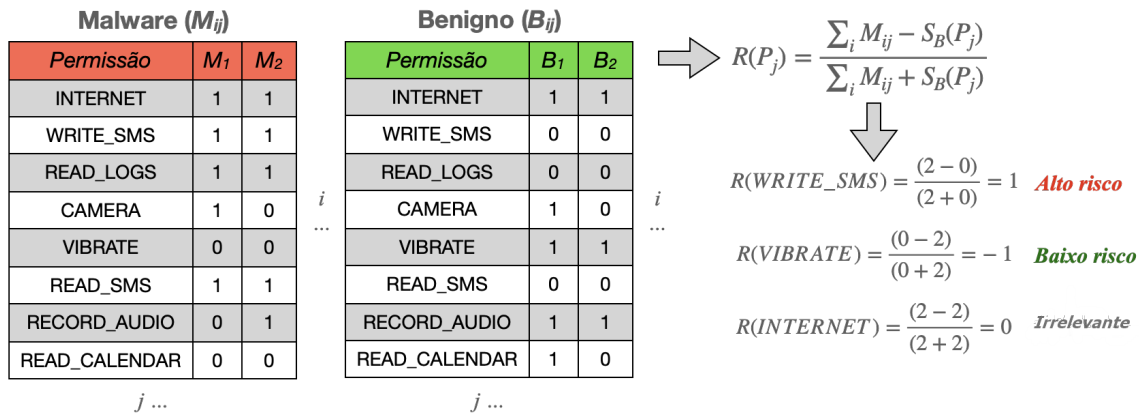 Malware (Mij)
Permissão M1 M2
INTERNET 1 1
WRITE_SMS 1 1
READ_LOGS 1 1
CAMERA 1 0
VIBRATE 0 0
READ_SMS 1 1
RECORD_AUDIO 0 1
READ_CALENDAR 0 0
i
...
j ...
Benigno (Bij)
Permissão B1 B2
INTERNET 1 1
WRITE_SMS 0 0
READ_LOGS 0 0
CAMERA 1 0
VIBRATE 1 1
READ_SMS 0 0
RECORD_AUDIO 1 1
READ_CALENDAR 1 0
i
...
j ...
R(Pj) = (∑i Mij − SB(Pj)) / (∑i Mij + SB(Pj))
R(WRITE_SMS) = (2 − 0) / (2 + 0) = 1 Alto risco
R(VIBRATE) = (0 − 2) / (0 + 2) = − 1 Baixo risco
R(INTERNET) = (2 − 2) / (2 + 2) = 0 Irrelevante